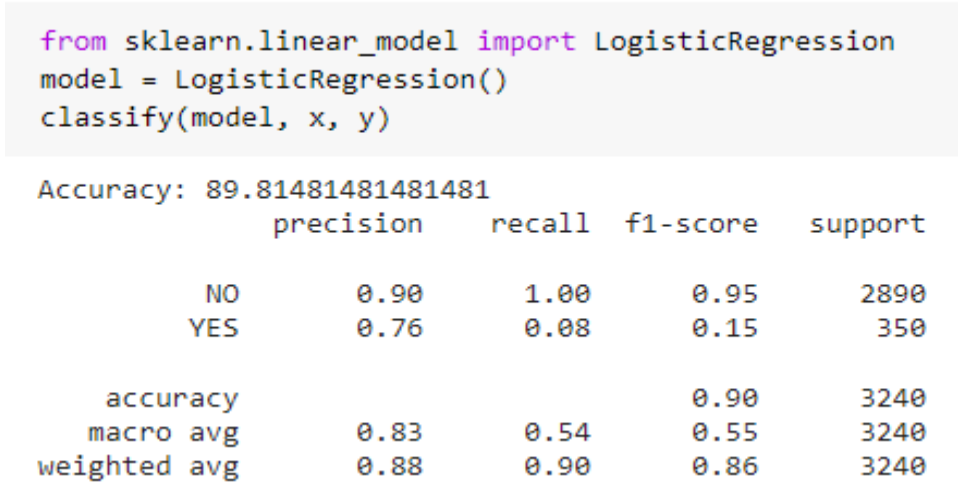 from sklearn.linear_model import LogisticRegression
model = LogisticRegression()
classify(model, x, y)
Accuracy: 89.81481481481481
precision recall f1-score support
NO 0.90 1.00 0.95 2890
YES 0.76 0.08 0.15 350
accuracy 0.90 3240
macro avg 0.83 0.54 0.55 3240
weighted avg 0.88 0.90 0.86 3240